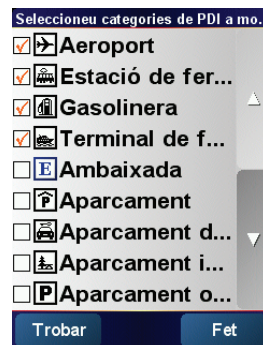 Seleccioneu categories de PDI a mo.
Aeroport
Estació de fer...
Gasolinera
Terminal de f...
E Ambaixada
P Aparcament
Aparcament d...
Aparcament i...
P Aparcament o...
Trobar Fet